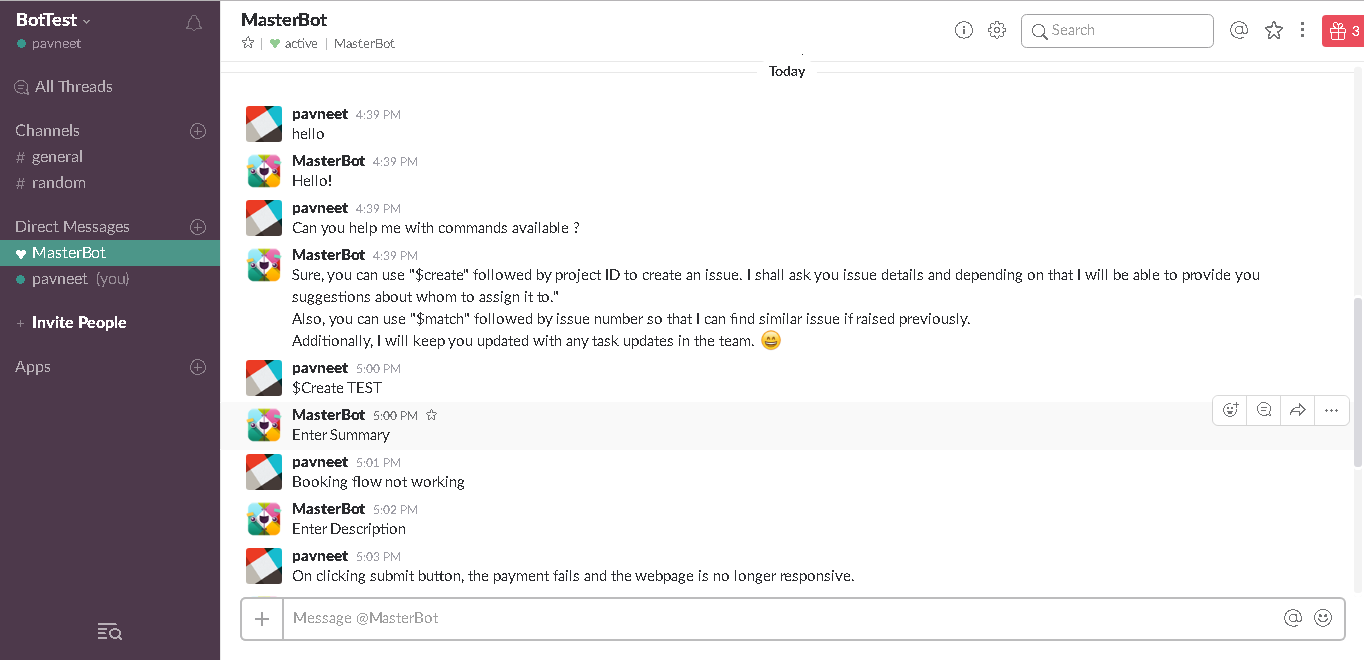 BotTest
pavneet
All Threads
Channels
# general
# random
Direct Messages
MasterBot
pavneet (you)
+ Invite People
Apps
MasterBot
active | MasterBot
Search
3
Today
pavneet 4:39 PM
hello
MasterBot 4:39 PM
Hello!
pavneet 4:39 PM
Can you help me with commands available ?
MasterBot 4:39 PM
Sure, you can use "$create" followed by project ID to create an issue. I shall ask you issue details and depending on that I will be able to provide you
suggestions about whom to assign it to."
Also, you can use "$match" followed by issue number so that I can find similar issue if raised previously.
Additionally, I will keep you updated with any task updates in the team. 😄
pavneet 5:00 PM
$Create TEST
MasterBot 5:00 PM
Enter Summary
pavneet 5:01 PM
Booking flow not working
MasterBot 5:02 PM
Enter Description
pavneet 5:03 PM
On clicking submit button, the payment fails and the webpage is no longer responsive.
Message @MasterBot